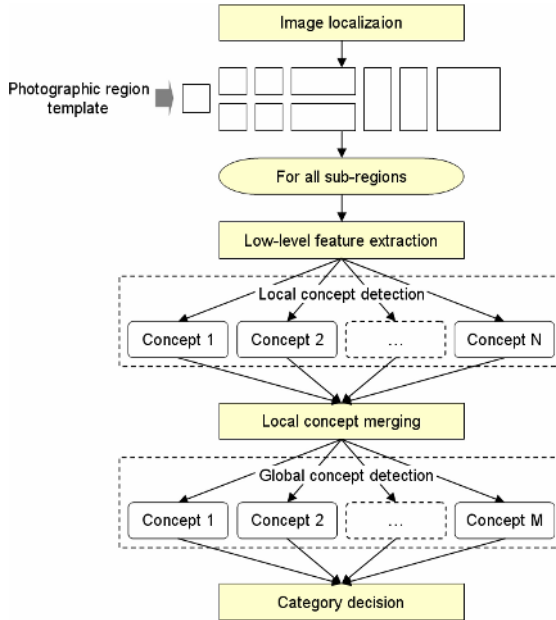 Image localizaion
Photographic region
template
For all sub-regions
Low-level feature extraction
Local concept detection
Concept 1
Concept 2
...
Concept N
Local concept merging
Global concept detection
Concept 1
Concept 2
...
Concept M
Category decision